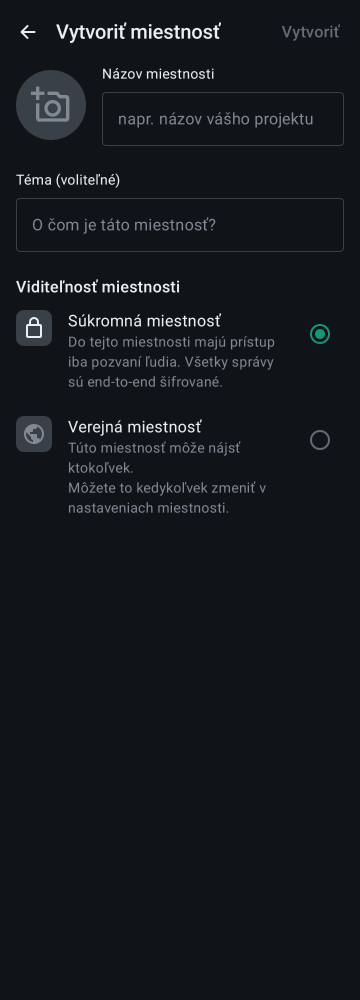 Vytvoriť miestnosť
Vytvoriť
Názov miestnosti
napr. názov vášho projektu
Téma (voliteľné)
O čom je táto miestnosť?
Viditeľnosť miestnosti
Súkromná miestnosť
Do tejto miestnosti majú prístup
iba pozvaní ľudia. Všetky správy
sú end-to-end šifrované.
Verejná miestnosť
Túto miestnosť môže nájsť
ktokoľvek.
Môžete to kedykoľvek zmeniť v
nastaveniach miestnosti.